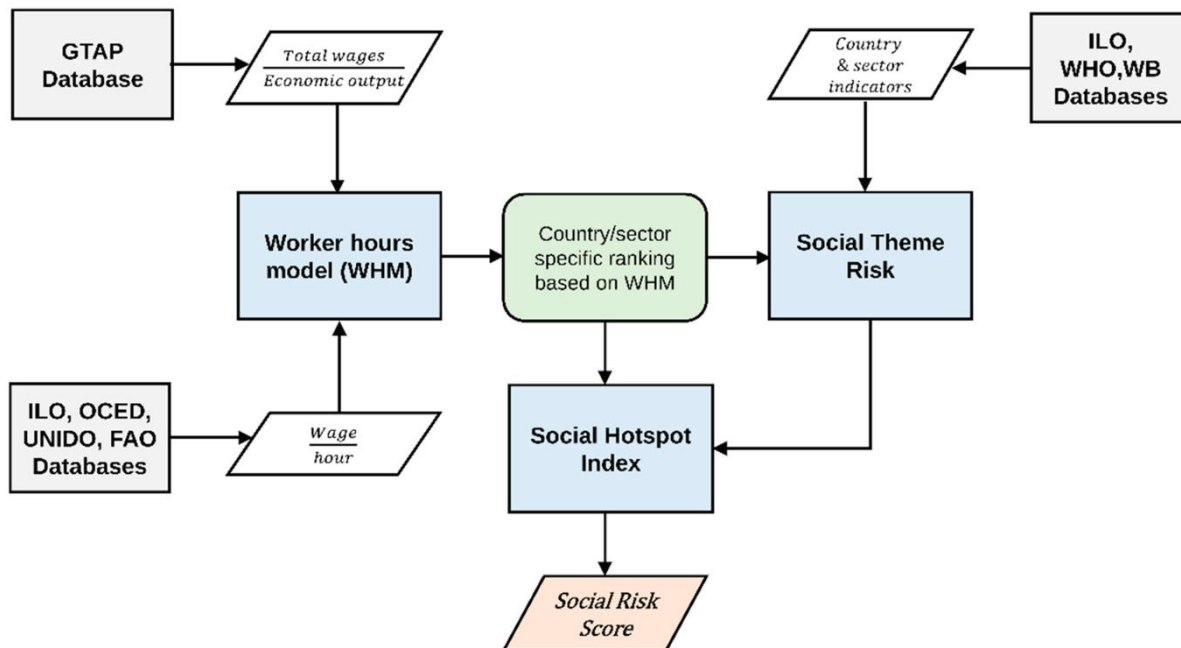 GTAP
Database
Total wages
Economic output
Country
& sector
indicators
ILO,
WHO,WB
Databases
Worker hours
model (WHM)
Country/sector
specific ranking
based on WHM
Social Theme
Risk
ILO, OCED,
UNIDO, FAO
Databases
Wage
hour
Social Hotspot
Index
Social Risk
Score